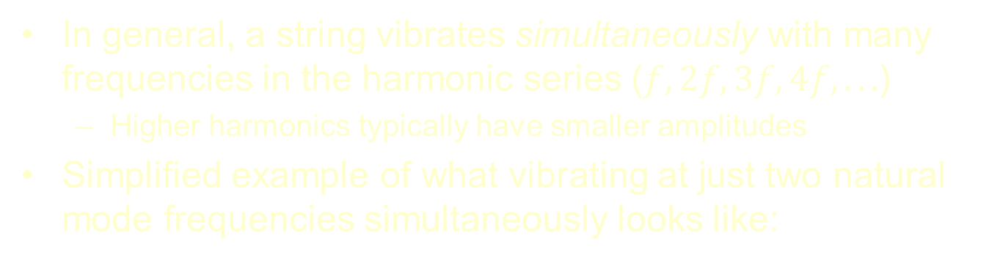 • In general, a string vibrates simultaneously with many
frequencies in the harmonic series (f, 2f, 3f, 4f, . . .)
– Higher harmonics typically have smaller amplitudes
• Simplified example of what vibrating at just two natural
mode frequencies simultaneously looks like: